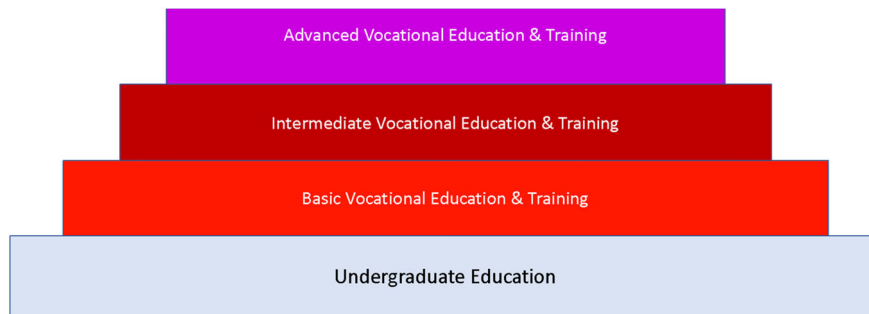 Advanced Vocational Education & Training
Intermediate Vocational Education & Training
Basic Vocational Education & Training
Undergraduate Education